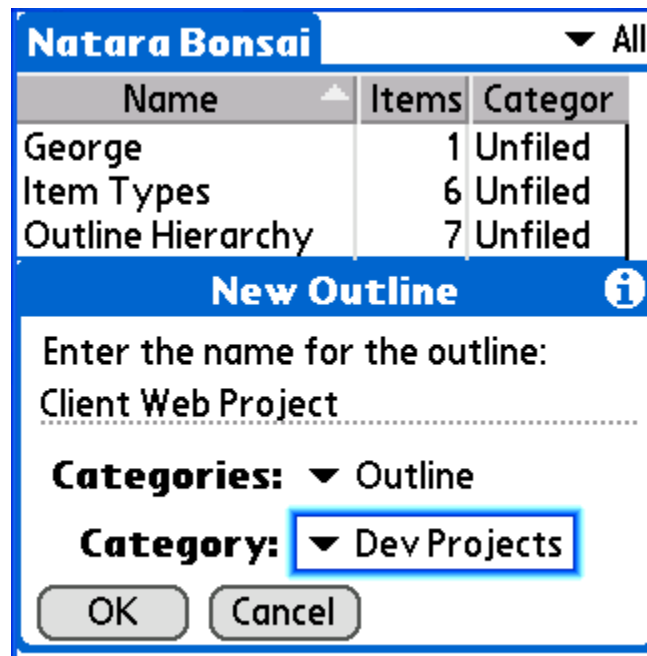 Natara Bonsai All
Name Items Categor
George 1 Unfiled
Item Types 6 Unfiled
Outline Hierarchy 7 Unfiled
New Outline i
Enter the name for the outline:
Client Web Project
Categories: Outline
Category: Dev Projects
OK Cancel